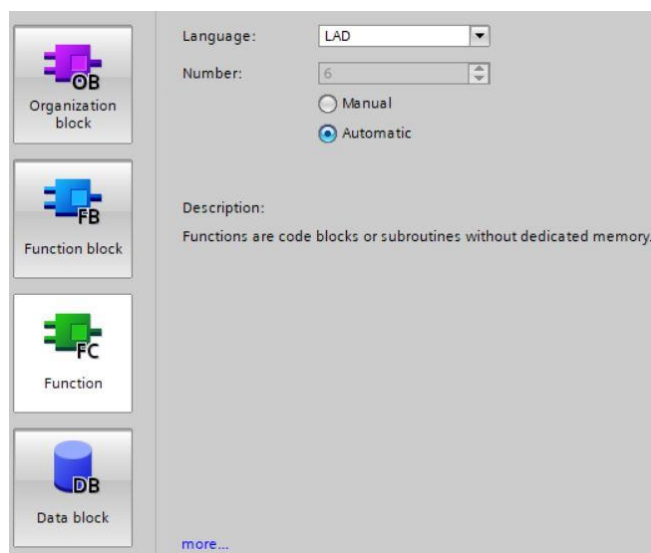 OB
Organization
block
FB
Function block
FC
Function
DB
Data block
Language:
LAD
Number:
6
Manual
Automatic
Description:
Functions are code blocks or subroutines without dedicated memory.
more...